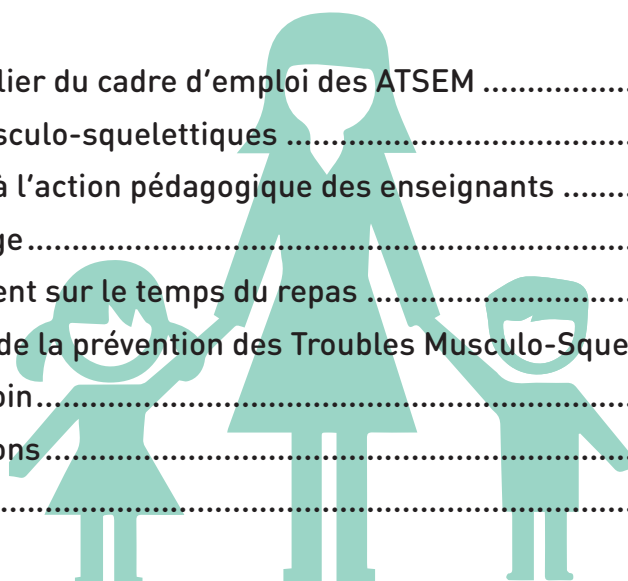 lier du cadre d'emploi des ATSEM ..................
usculo-squelettiques ..........................................
à l'action pédagogique des enseignants ........
ge.............................................................................
ent sur le temps du repas ................................
de la prévention des Troubles Musculo-Sque
oin...........................................................................
ons..........................................................................
................................................................................